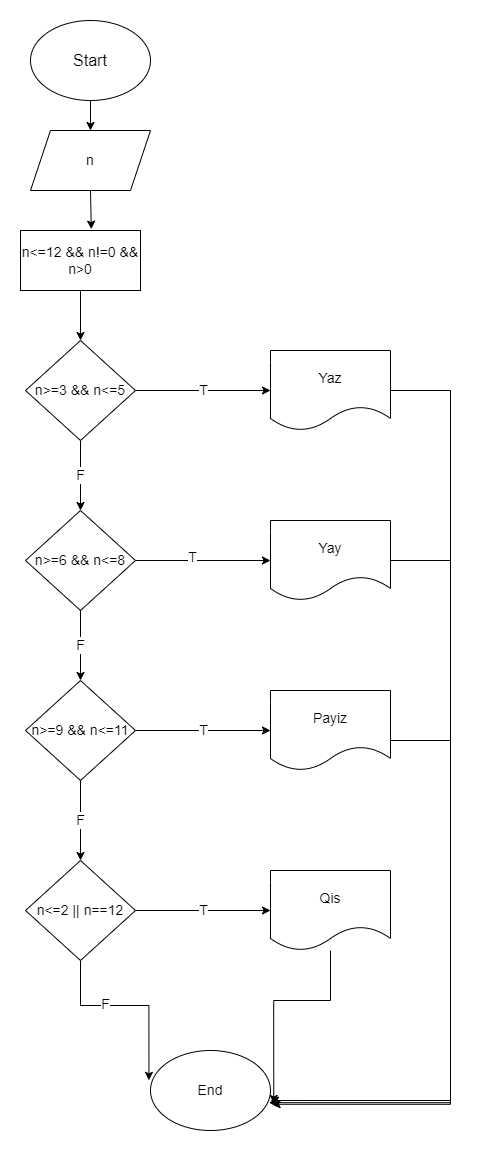 Start
n
n<=12 && n!=0 &&
n>0
n>=3 && n<=5
T
Yaz
F
n>=6 && n<=8
T
Yay
F
n>=9 && n<=11
T
Payiz
F
n<=2 || n==12
T
Qis
F
End